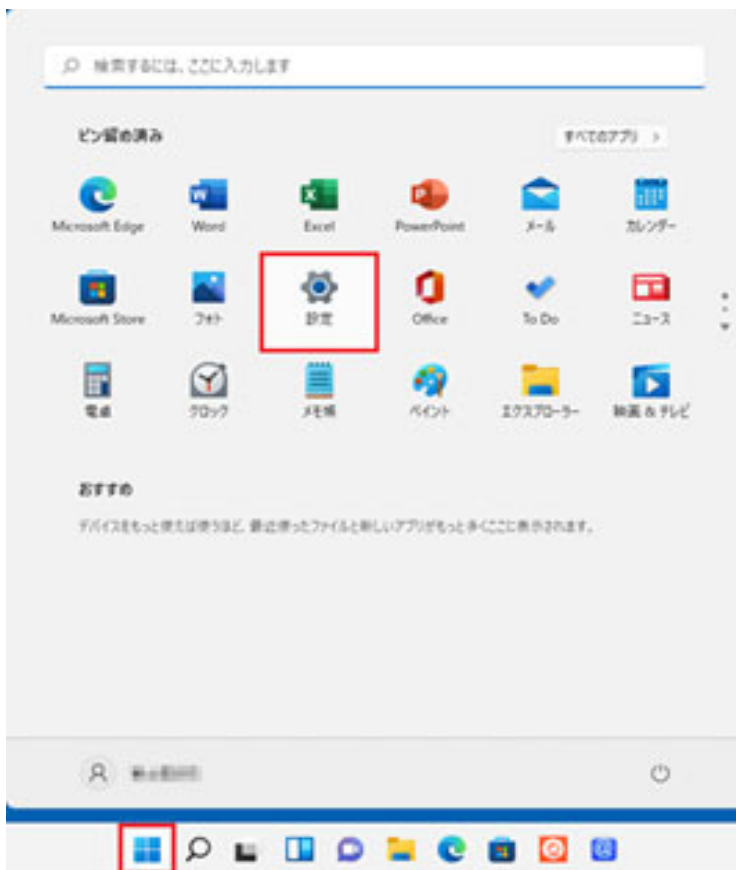 検索するには、ここに入力します
ピン留め済み
すべてのアプリ >
Microsoft Edge
Word
Excel
PowerPoint
メール
カレンダー
Microsoft Store
フォト
設定
Office
To Do
ニュース
電卓
クロック
メモ帳
ペイント
エクスプローラー
映画 & テレビ
おすすめ
デバイスをもっと使えば使うほど、最近使ったファイルと新しいアプリがもっと多くここに表示されます。